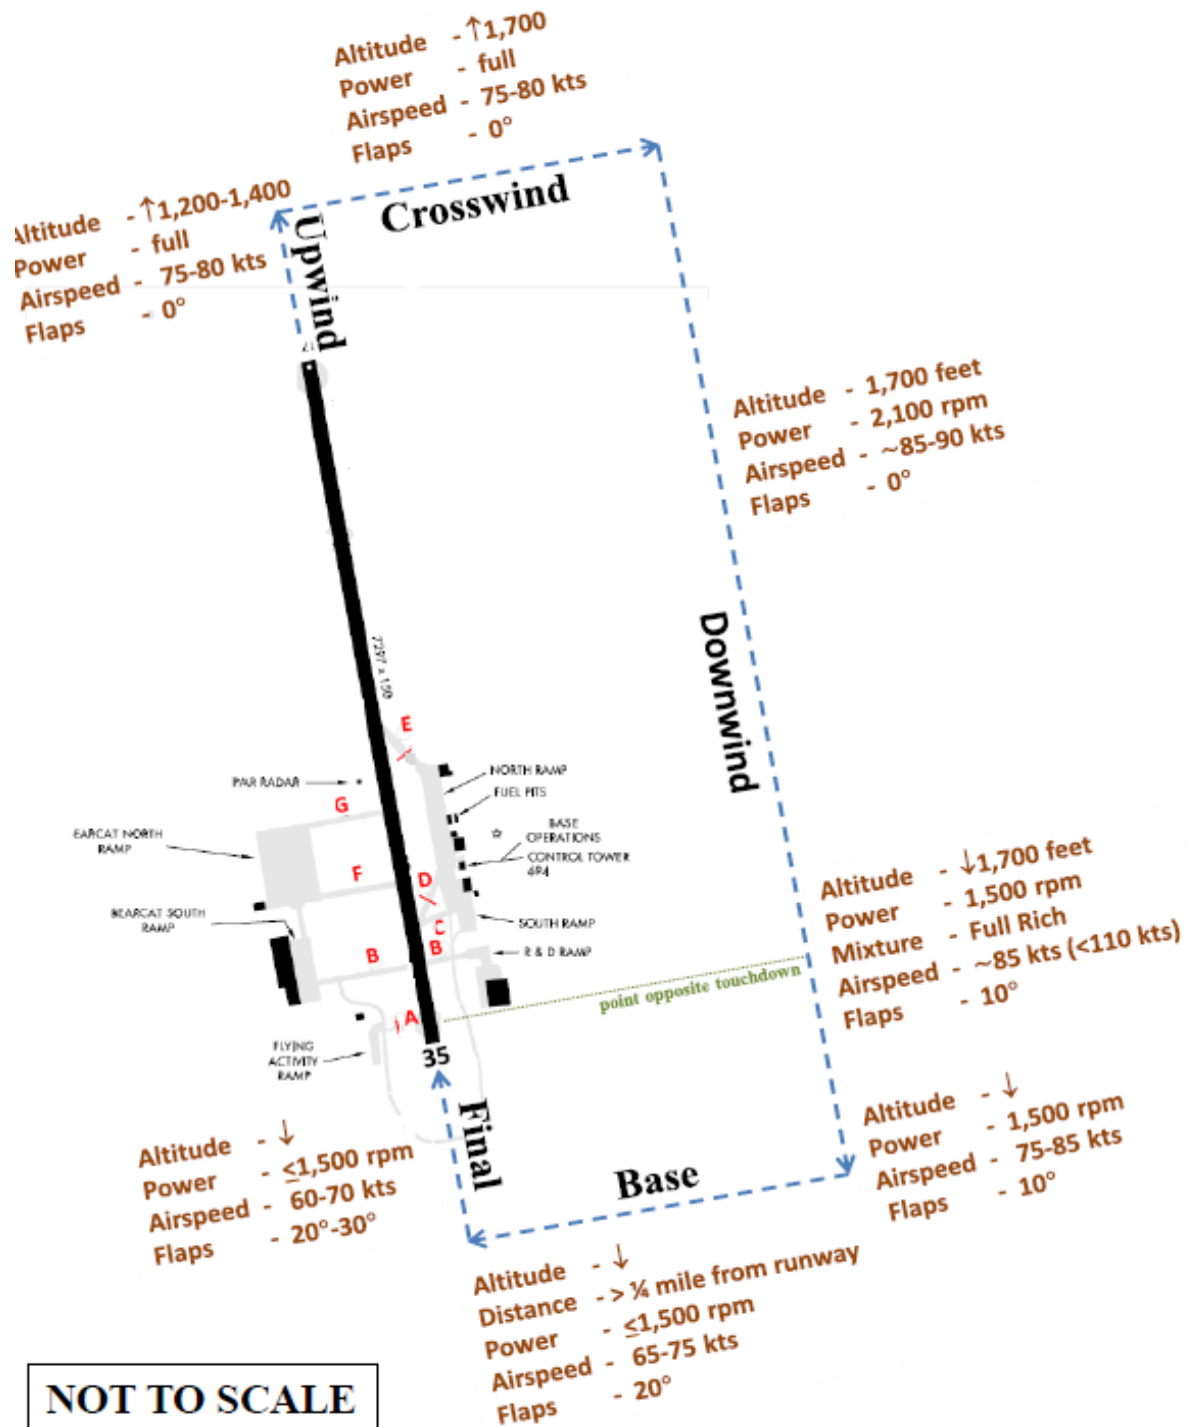 Altitude - ↑1,700
Power - full
Airspeed - 75-80 kts
Flaps - 0°
Altitude - ↑1,200-1,400
Power - full
Airspeed - 75-80 kts
Flaps - 0°
Crosswind
Upwind
17
Altitude - 1,700 feet
Power - 2,100 rpm
Airspeed - ~85-90 kts
Flaps - 0°
Downwind
7297 x 150
E
PAR RADAR
NORTH RAMP
FUEL PITS
G
BASE
OPERATIONS
CONTROL TOWER
694
EARCAT NORTH
RAMP
F
D
BEARCAT SOUTH
RAMP
SOUTH RAMP
C
B
B
R & D RAMP
A
35
FLYING
ACTIVITY
RAMP
point opposite touchdown
Altitude - ↓1,700 feet
Power - 1,500 rpm
Mixture - Full Rich
Airspeed - ~85 kts (<110 kts)
Flaps - 10°
Altitude - ↓
Power - 1,500 rpm
Airspeed - 75-85 kts
Flaps - 10°
Final
Base
Altitude - ↓
Power - ≤1,500 rpm
Airspeed - 60-70 kts
Flaps - 20°-30°
Altitude - ↓
Distance - > ¼ mile from runway
Power - ≤1,500 rpm
Airspeed - 65-75 kts
Flaps - 20°
NOT TO SCALE